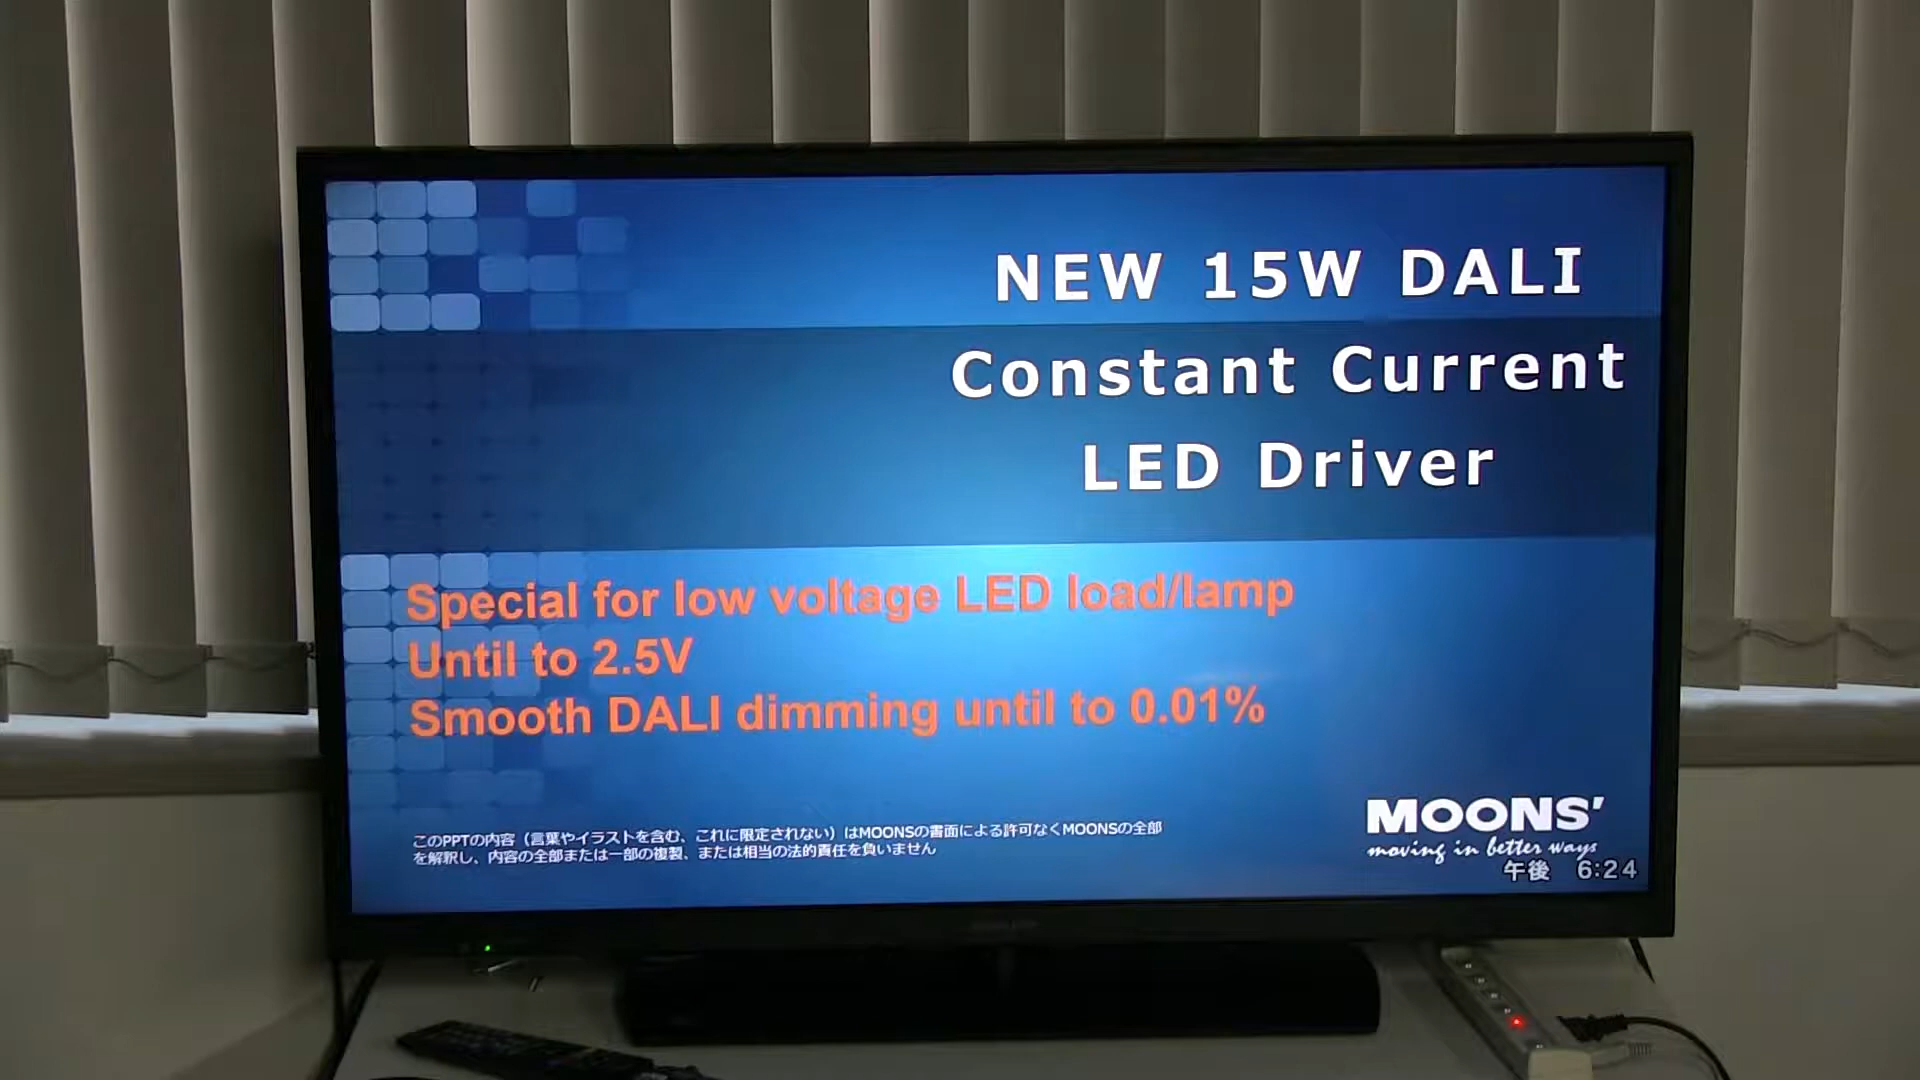 NEW 15W DALI
Constant Current
LED Driver
Special for low voltage LED load/lamp
Until to 2.5V
Smooth DALI dimming until to 0.01%
このPPTの内容（言葉やイラストを含む、これに限定されない）はMOONSの書面による許可なくMOONSの全部
を解釈し、内容の全部または一部の複製、または相当の法的責任を負いません
MOONS'
moving in better ways
午後 6:24